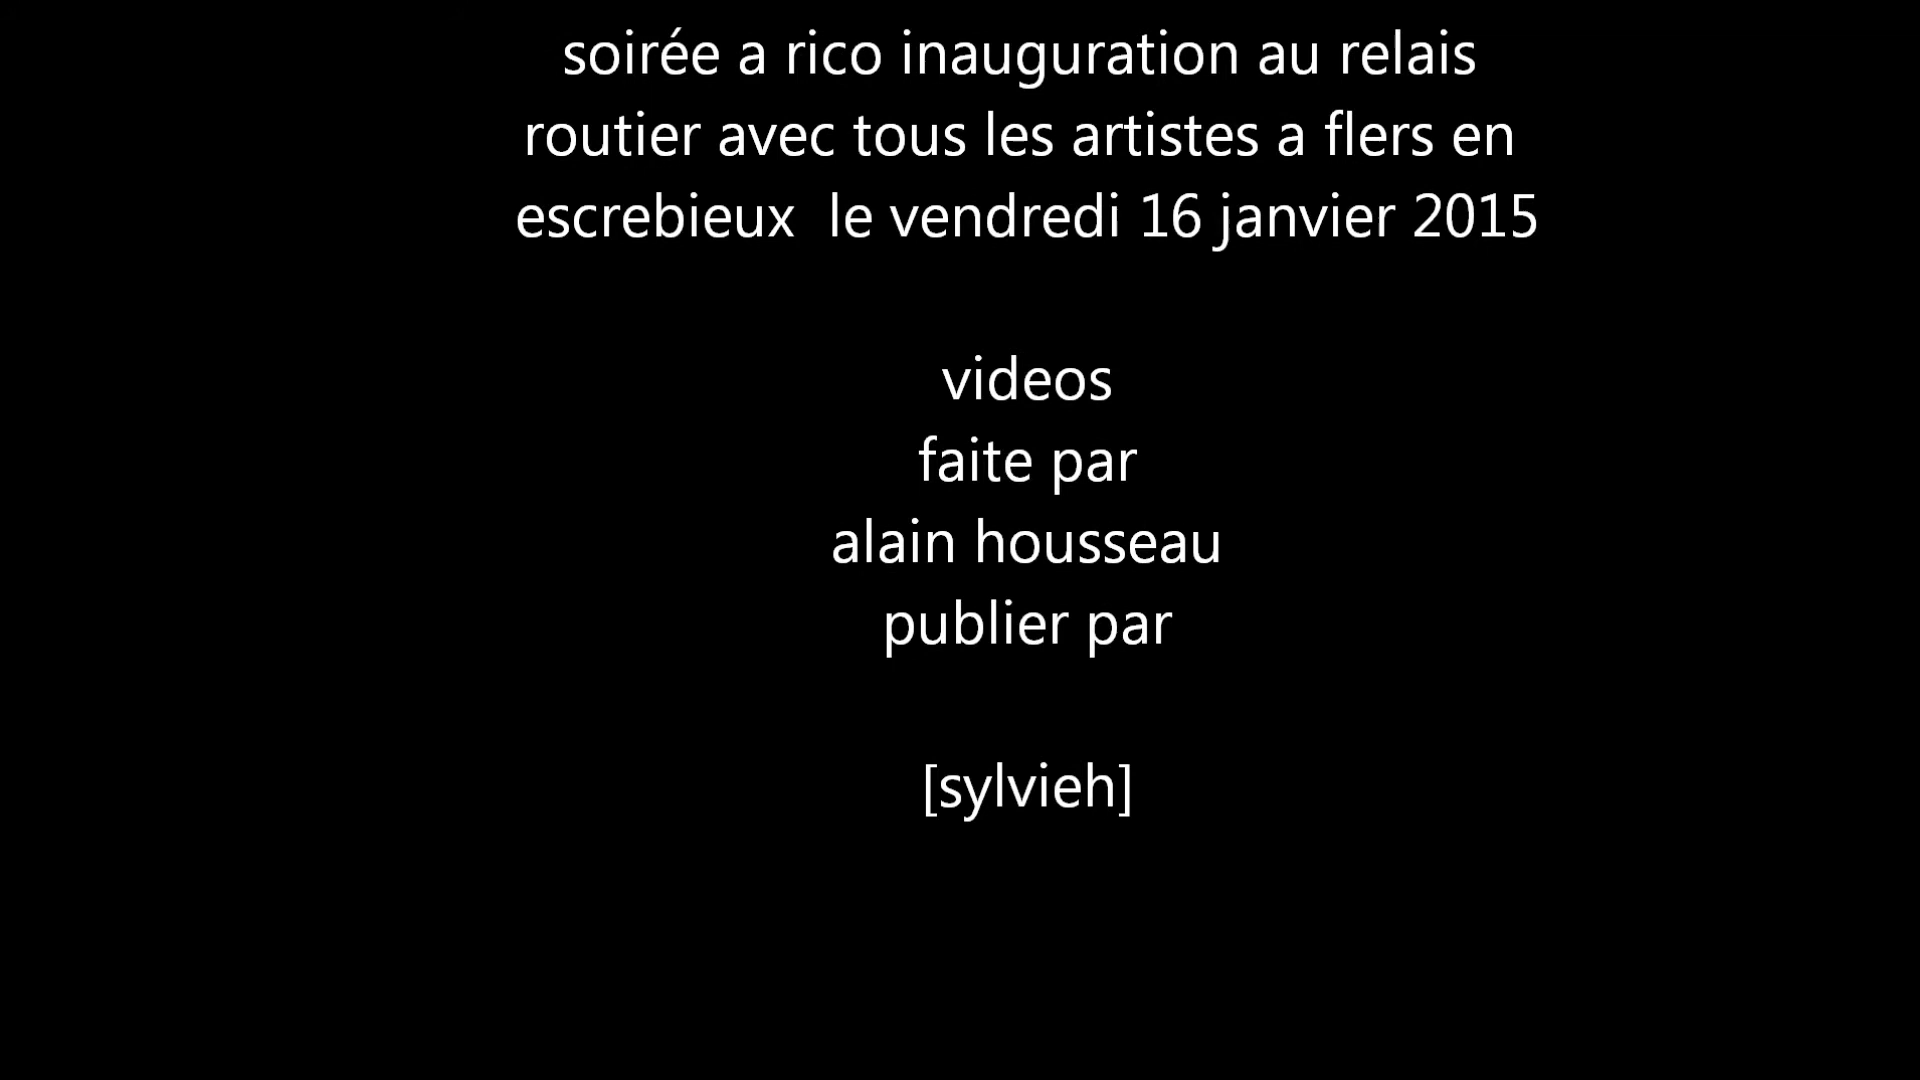 soirée a rico inauguration au relais
routier avec tous les artistes a flers en
escrebieux  le vendredi 16 janvier 2015
videos
faite par
alain housseau
publier par
[sylvieh]